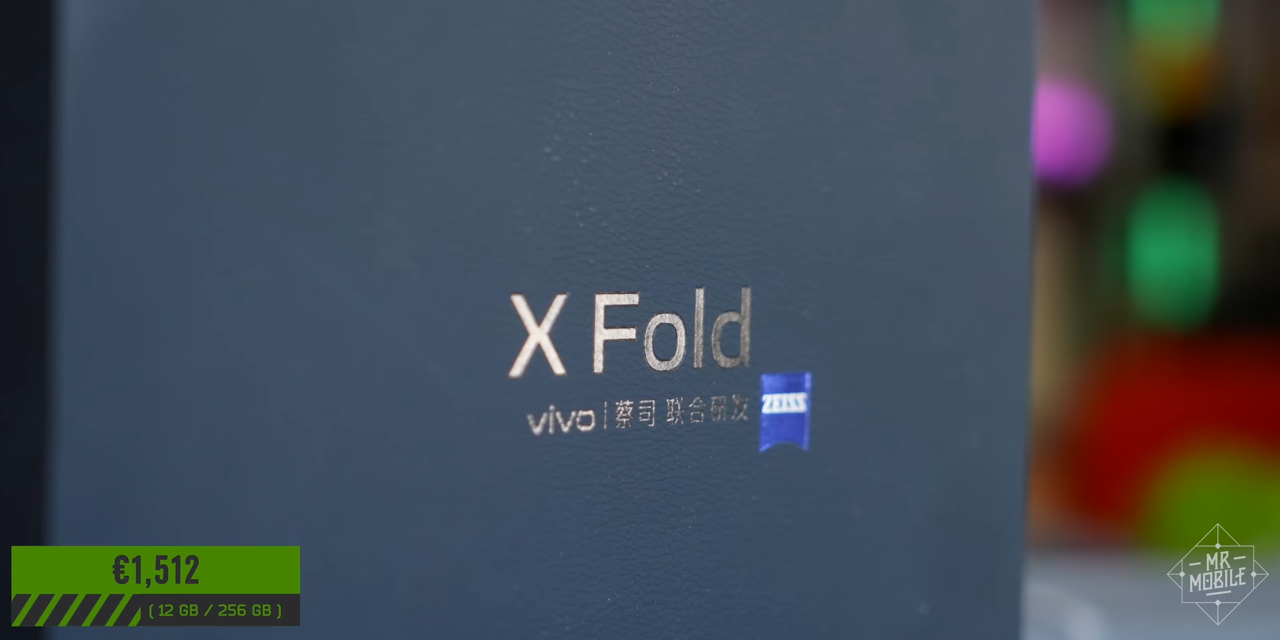 X Fold
vivo | 蔡司 联合研发
ZEISS
€1,512
( 12 GB / 256 GB )
MR
MOBILE